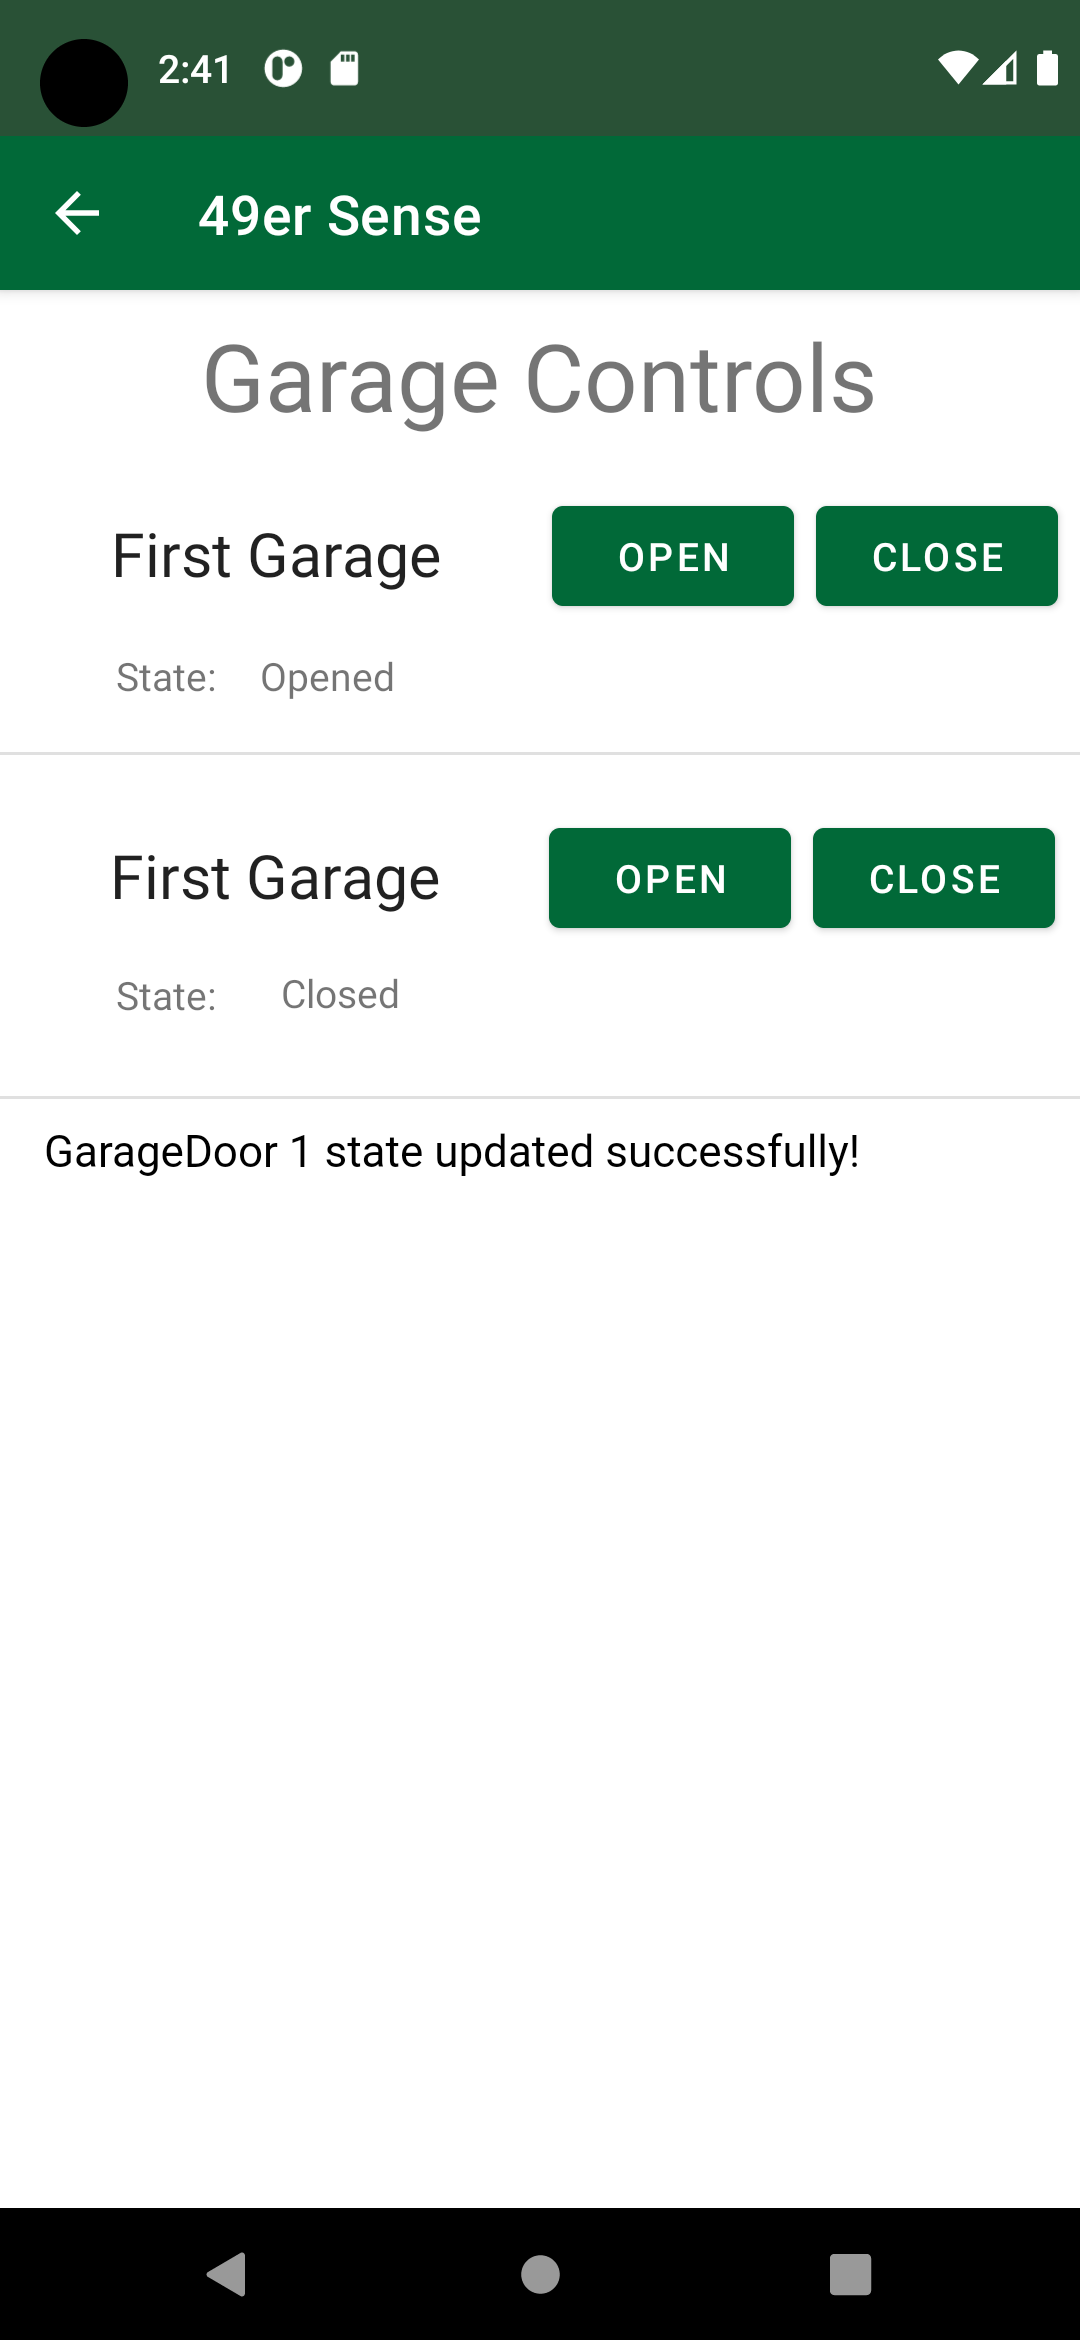 2:41
49er Sense
Garage Controls
First Garage OPEN CLOSE
State: Opened
First Garage OPEN CLOSE
State: Closed
GarageDoor 1 state updated successfully!